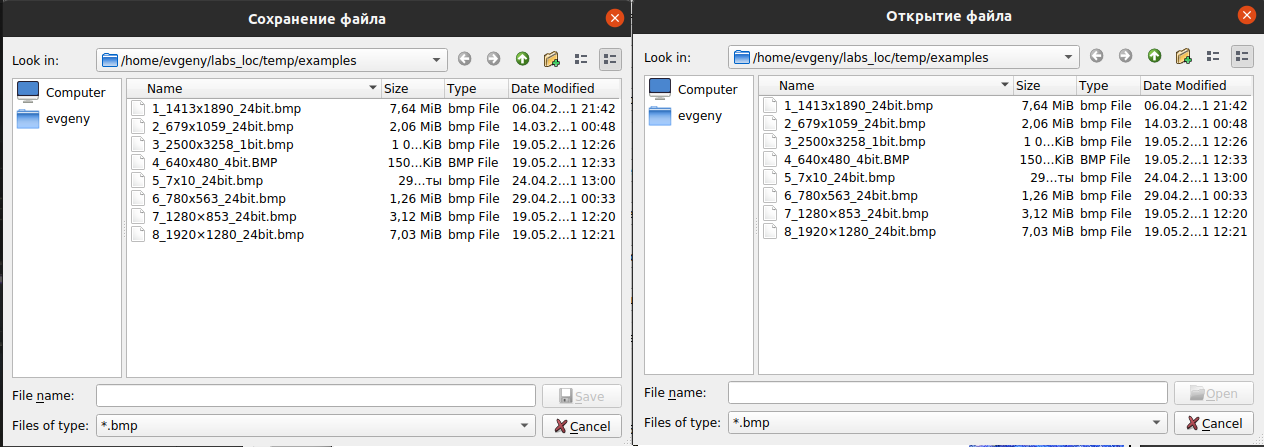 Сохранение файла
Look in: /home/evgeny/labs_loc/temp/examples
Computer
evgeny
Name Size Type Date Modified
1_1413x1890_24bit.bmp 7,64 MiB bmp File 06.04.2...1 21:42
2_679x1059_24bit.bmp 2,06 MiB bmp File 14.03.2...1 00:48
3_2500x3258_1bit.bmp 1 0...KiB bmp File 19.05.2...1 12:26
4_640x480_4bit.BMP 150...KiB BMP File 19.05.2...1 12:33
5_7x10_24bit.bmp 29...ты bmp File 24.04.2...1 13:00
6_780x563_24bit.bmp 1,26 MiB bmp File 29.04.2...1 00:33
7_1280×853_24bit.bmp 3,12 MiB bmp File 19.05.2...1 12:20
8_1920×1280_24bit.bmp 7,03 MiB bmp File 19.05.2...1 12:21
File name: Save
Files of type: *.bmp Cancel
Открытие файла
Look in: /home/evgeny/labs_loc/temp/examples
Computer
evgeny
Name Size Type Date Modified
1_1413x1890_24bit.bmp 7,64 MiB bmp File 06.04.2...1 21:42
2_679x1059_24bit.bmp 2,06 MiB bmp File 14.03.2...1 00:48
3_2500x3258_1bit.bmp 1 0...KiB bmp File 19.05.2...1 12:26
4_640x480_4bit.BMP 150...KiB BMP File 19.05.2...1 12:33
5_7x10_24bit.bmp 29...ты bmp File 24.04.2...1 13:00
6_780x563_24bit.bmp 1,26 MiB bmp File 29.04.2...1 00:33
7_1280×853_24bit.bmp 3,12 MiB bmp File 19.05.2...1 12:20
8_1920×1280_24bit.bmp 7,03 MiB bmp File 19.05.2...1 12:21
File name: Open
Files of type: *.bmp Cancel